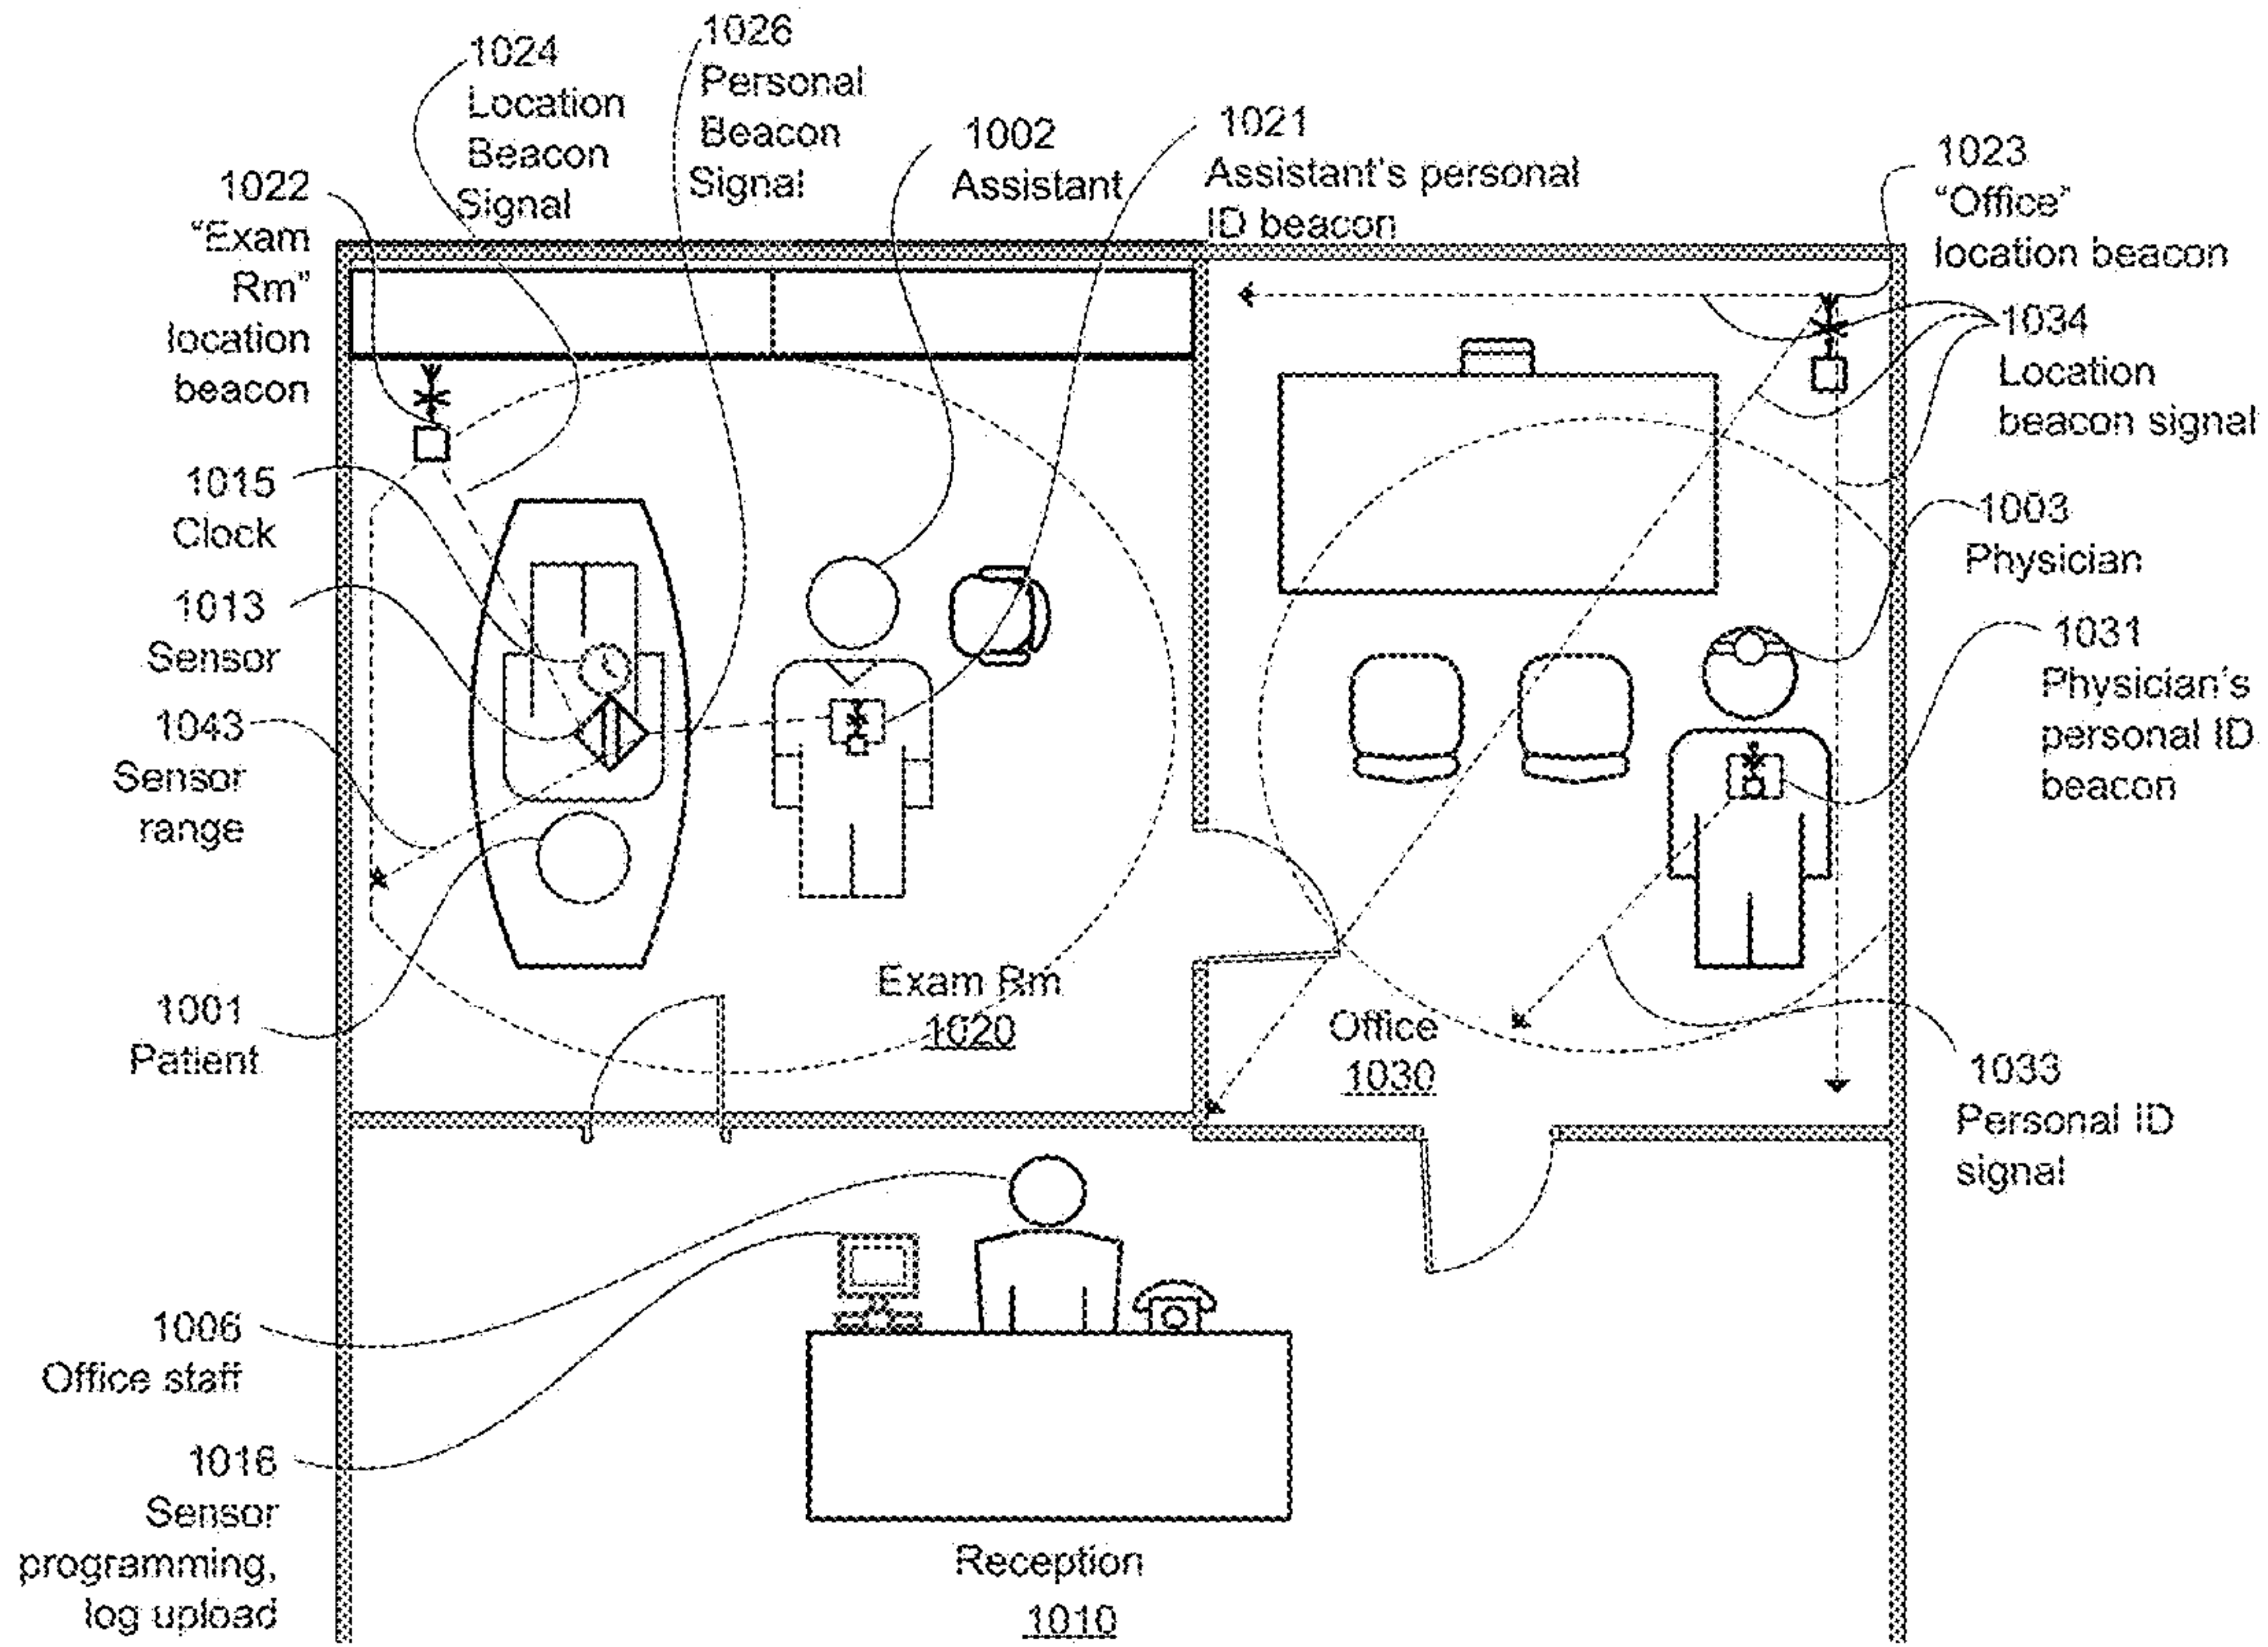 1024
Location
Beacon
Signal
1026
Personal
Beacon
Signal
1002
Assistant
1021
Assistant's personal
ID beacon
1023
"Office"
location beacon
1022
"Exam
Rm"
location
beacon
1034
Location
beacon signal
1015
Clock
1003
Physician
1013
Sensor
1031
Physician's
personal ID
beacon
1043
Sensor
range
Exam Rm
1020
Office
1030
1001
Patient
1033
Personal ID
signal
1006
Office staff
1016
Sensor
programming,
log upload
Reception
1010